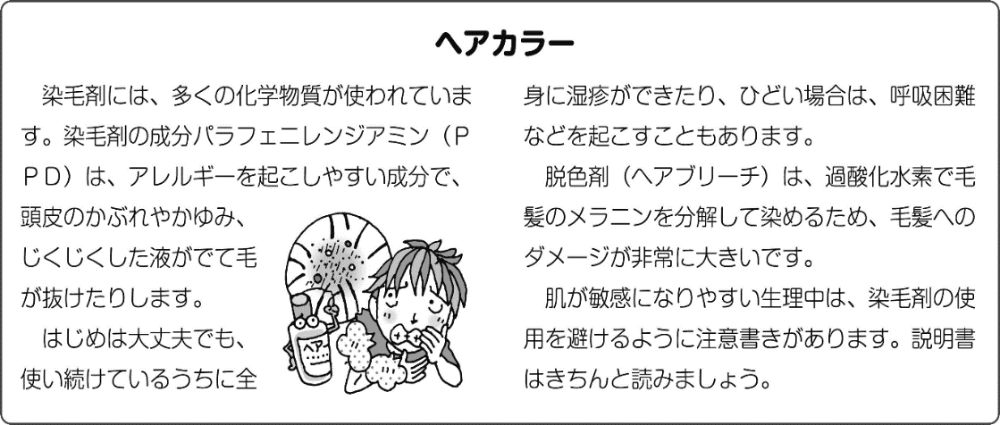 ヘアカラー
染毛剤には、多くの化学物質が使われていま
す。染毛剤の成分パラフェニレンジアミン（Ｐ
ＰＤ）は、アレルギーを起こしやすい成分で、
頭皮のかぶれやかゆみ、
じくじくした液がでて毛
が抜けたりします。
はじめは大丈夫でも、
使い続けているうちに全
ヘアー
身に湿疹ができたり、ひどい場合は、呼吸困難
などを起こすこともあります。
脱色剤（ヘアブリーチ）は、過酸化水素で毛
髪のメラニンを分解して染めるため、毛髪への
ダメージが非常に大きいです。
肌が敏感になりやすい生理中は、染毛剤の使
用を避けるように注意書きがあります。説明書
はきちんと読みましょう。